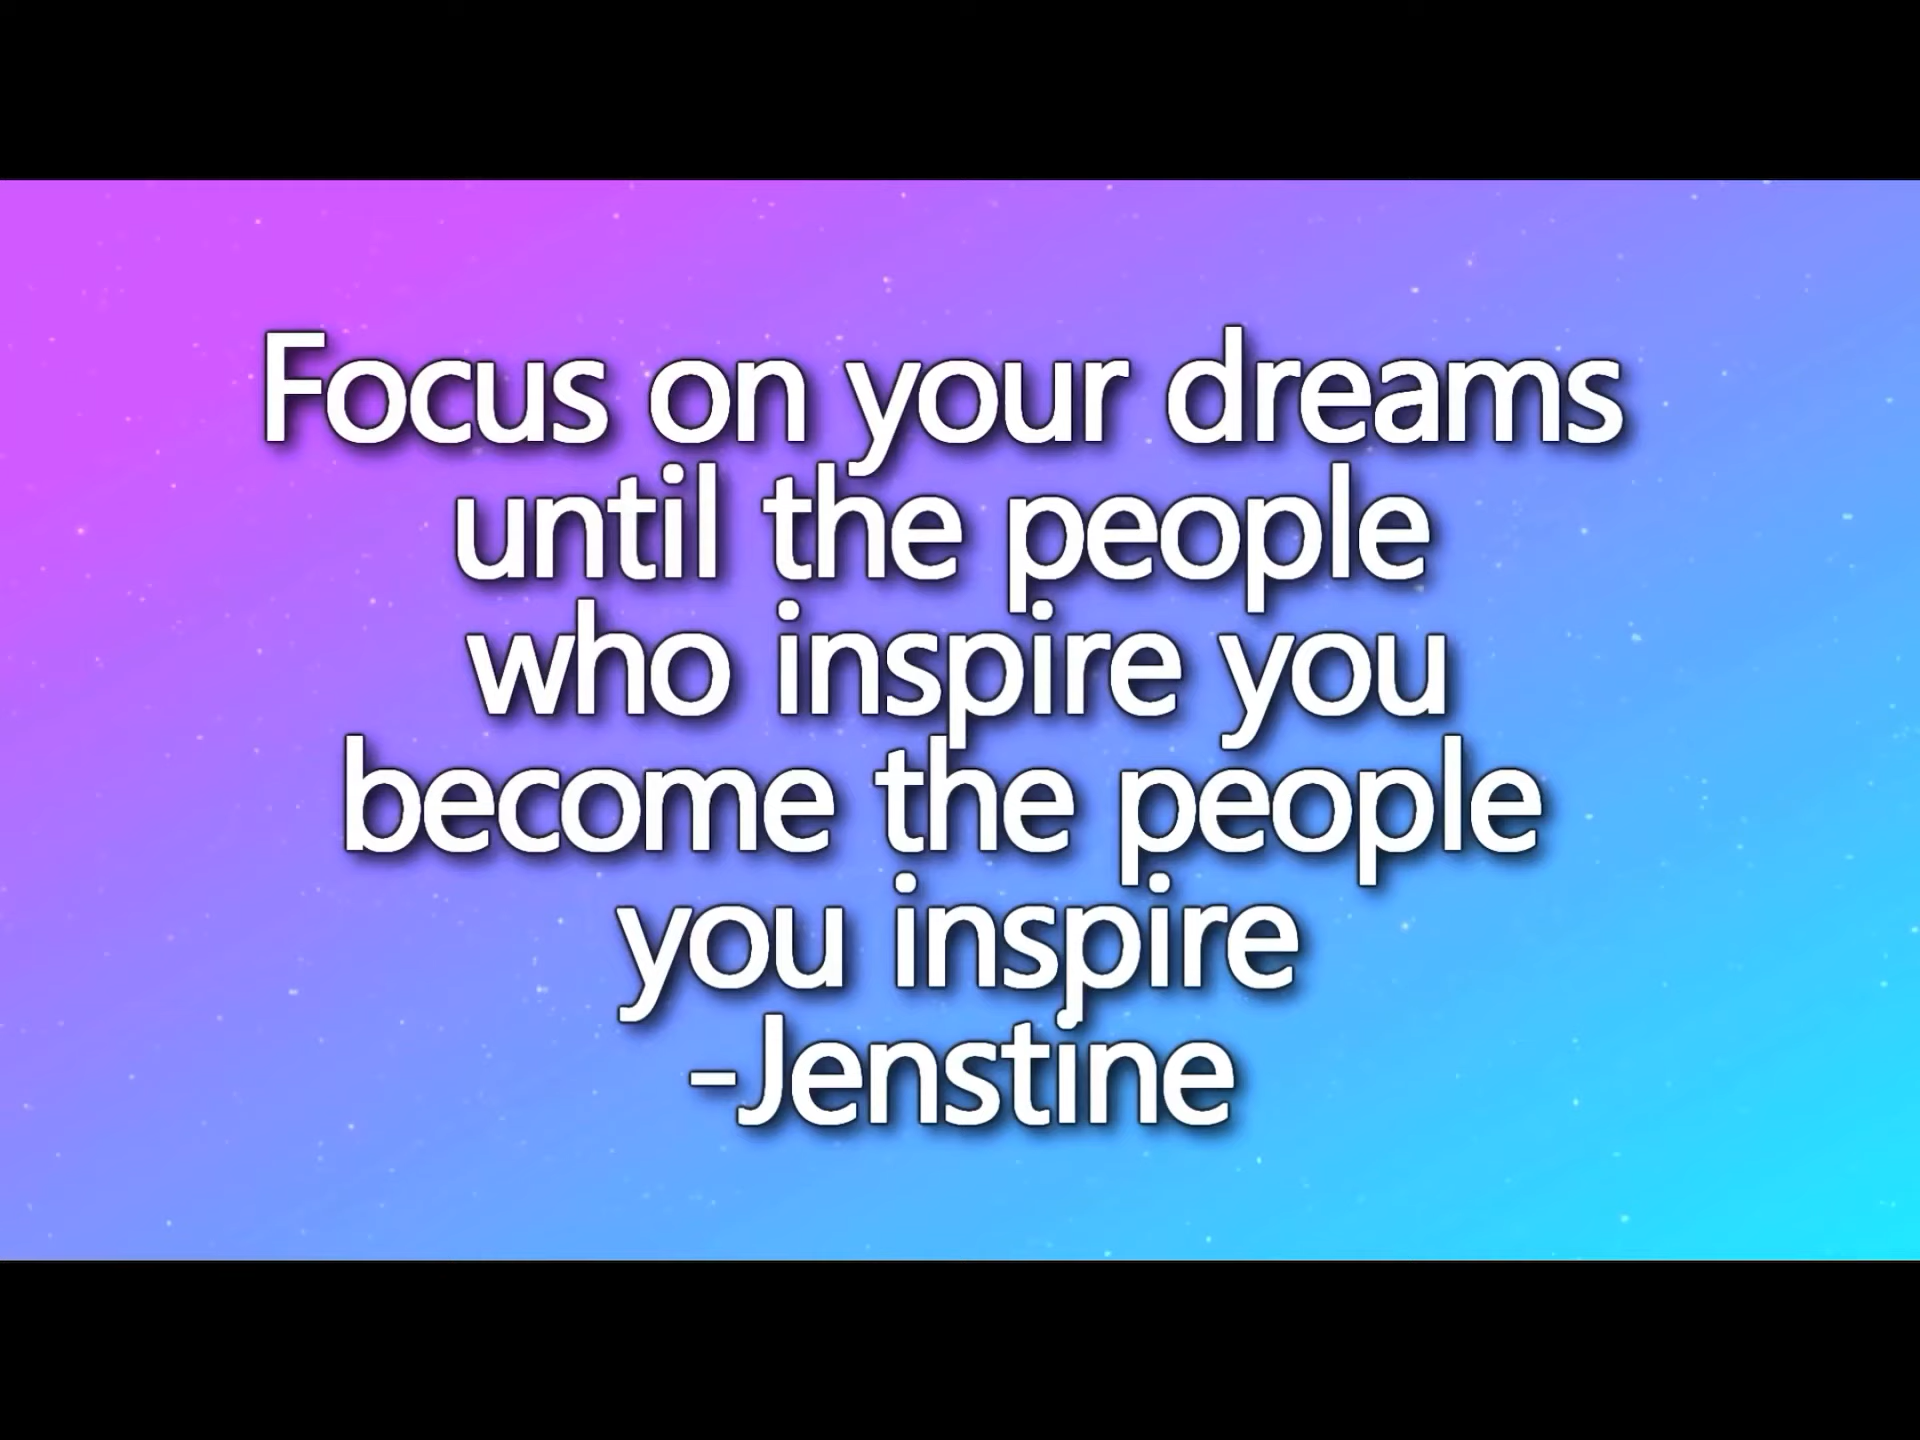 Focus on your dreams
until the people
who inspire you
become the people
you inspire
-Jenstine